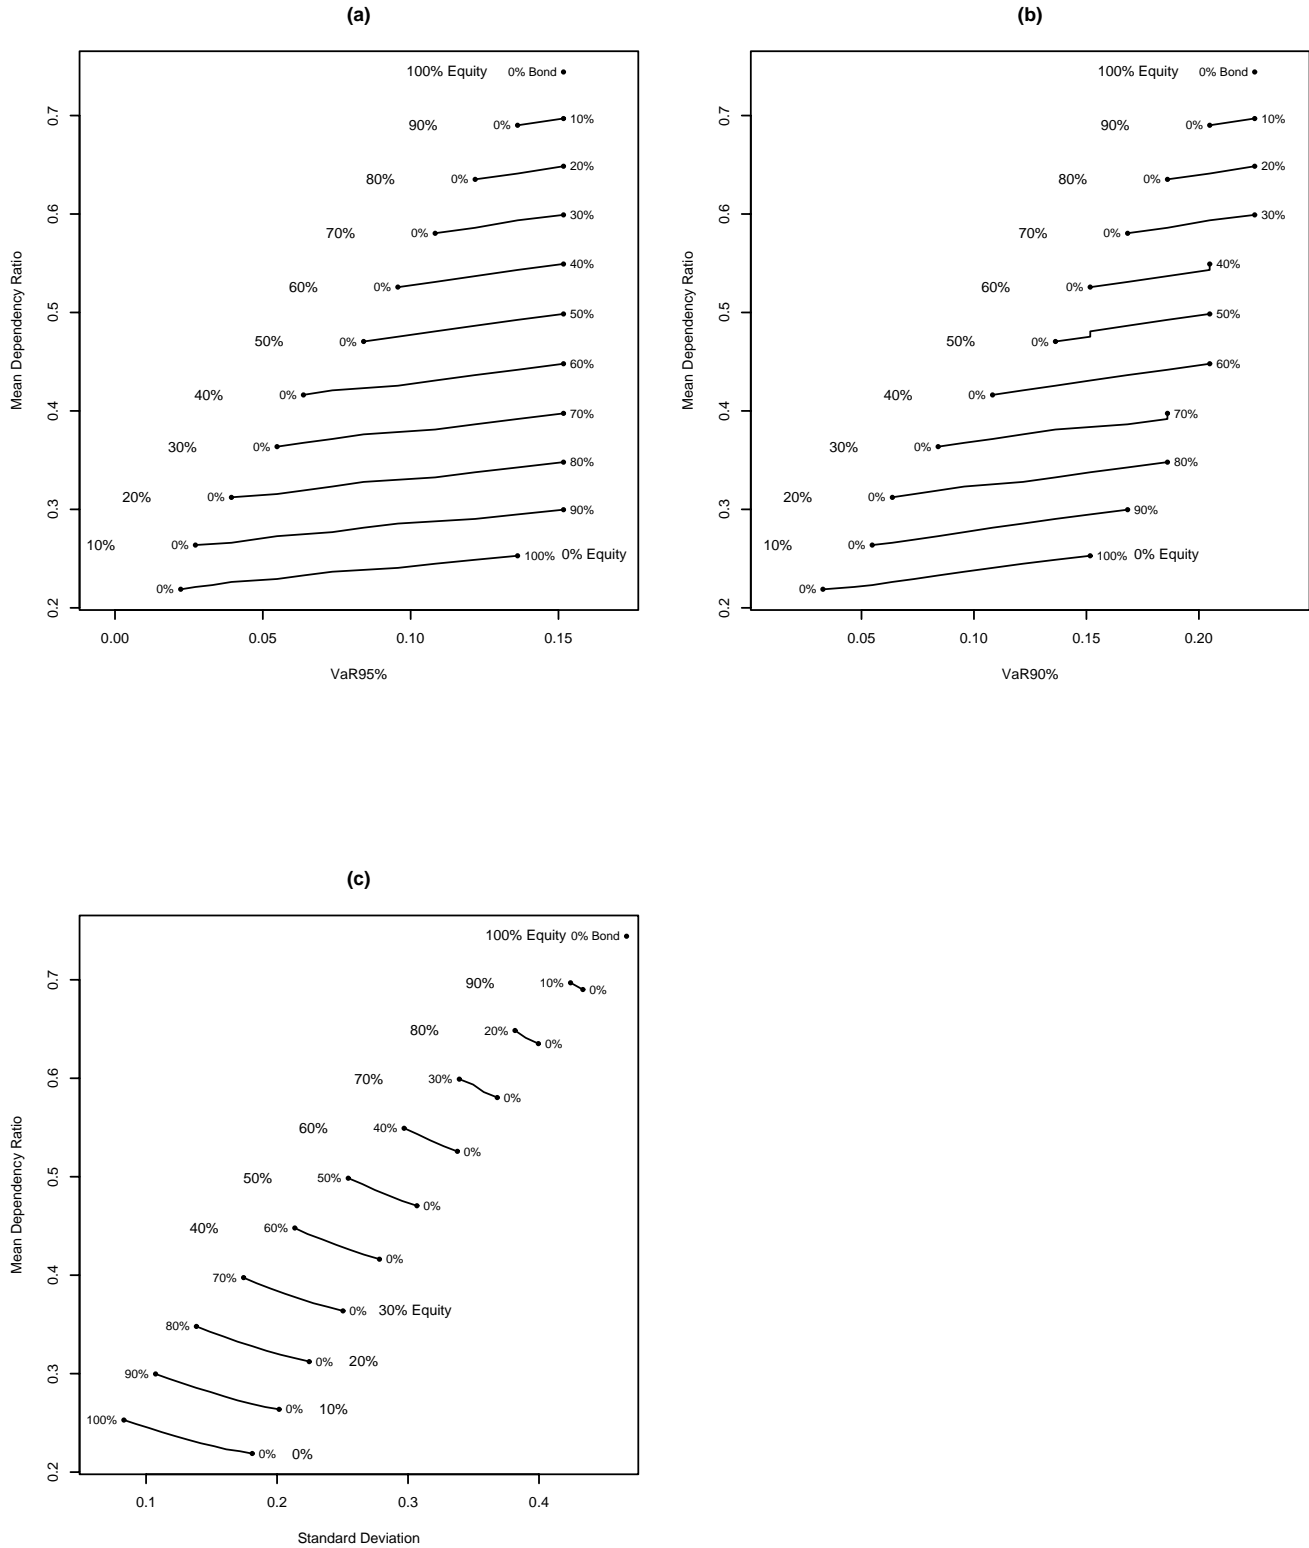 (a)
100% Equity 0% Bond
0.7
90% 0% 10%
80% 0% 20%
0.6
70% 0% 30%
60% 0% 40%
0.5
50% 0% 50%
40% 0% 60%
0.4
30% 0% 70%
20% 0% 80%
0.3
10% 0% 90%
0% 100% 0% Equity
0.2
Mean Dependency Ratio
0.00 0.05 0.10 0.15
VaR95%
(b)
100% Equity 0% Bond
0.7
90% 0% 10%
80% 0% 20%
0.6
70% 0% 30%
60% 0% 40%
0.5
50% 0% 50%
40% 0% 60%
0.4
30% 0% 70%
20% 0% 80%
0.3
10% 0% 90%
0% 100% 0% Equity
0.2
Mean Dependency Ratio
0.05 0.10 0.15 0.20
VaR90%
(c)
100% Equity 0% Bond
0.7
90% 10% 0%
80% 20% 0%
0.6
70% 30% 0%
60% 40% 0%
0.5
50% 50% 0%
40% 60% 0%
0.4
70% 0% 30% Equity
80% 0% 20%
0.3
90% 0% 10%
100% 0% 0%
0.2
Mean Dependency Ratio
0.1 0.2 0.3 0.4
Standard Deviation